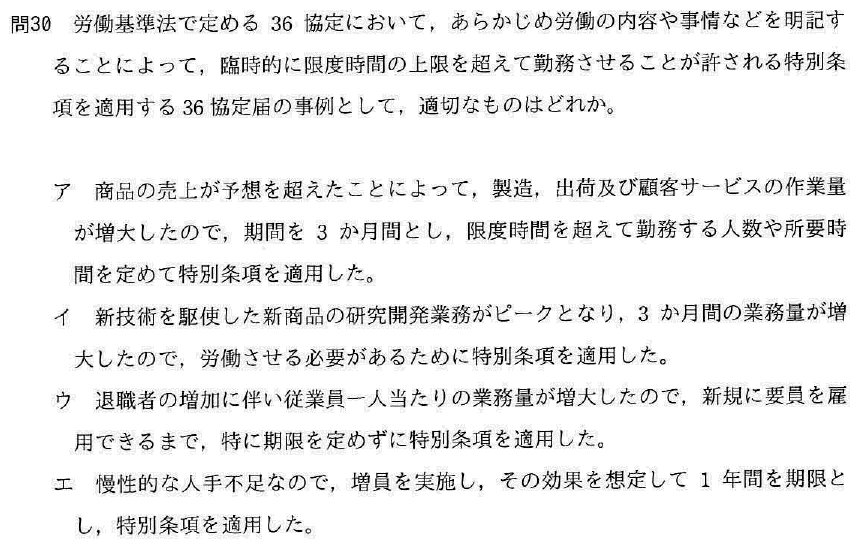 問30 労働基準法で定める 36 協定において，あらかじめ労働の内容や事情などを明記す
ることによって，臨時的に限度時間の上限を超えて勤務させることが許される特別条
項を適用する 36 協定届の事例として，適切なものはどれか。
ア 商品の売上が予想を超えたことによって，製造，出荷及び顧客サービスの作業量
が増大したので，期間を 3 か月間とし，限度時間を超えて勤務する人数や所要時
間を定めて特別条項を適用した。
イ 新技術を駆使した新商品の研究開発業務がピークとなり，3 か月間の業務量が増
大したので，労働させる必要があるために特別条項を適用した。
ウ 退職者の増加に伴い従業員一人当たりの業務量が増大したので，新規に要員を雇
用できるまで，特に期限を定めずに特別条項を適用した。
エ 慢性的な人手不足なので，増員を実施し，その効果を想定して 1 年間を期限と
し，特別条項を適用した。